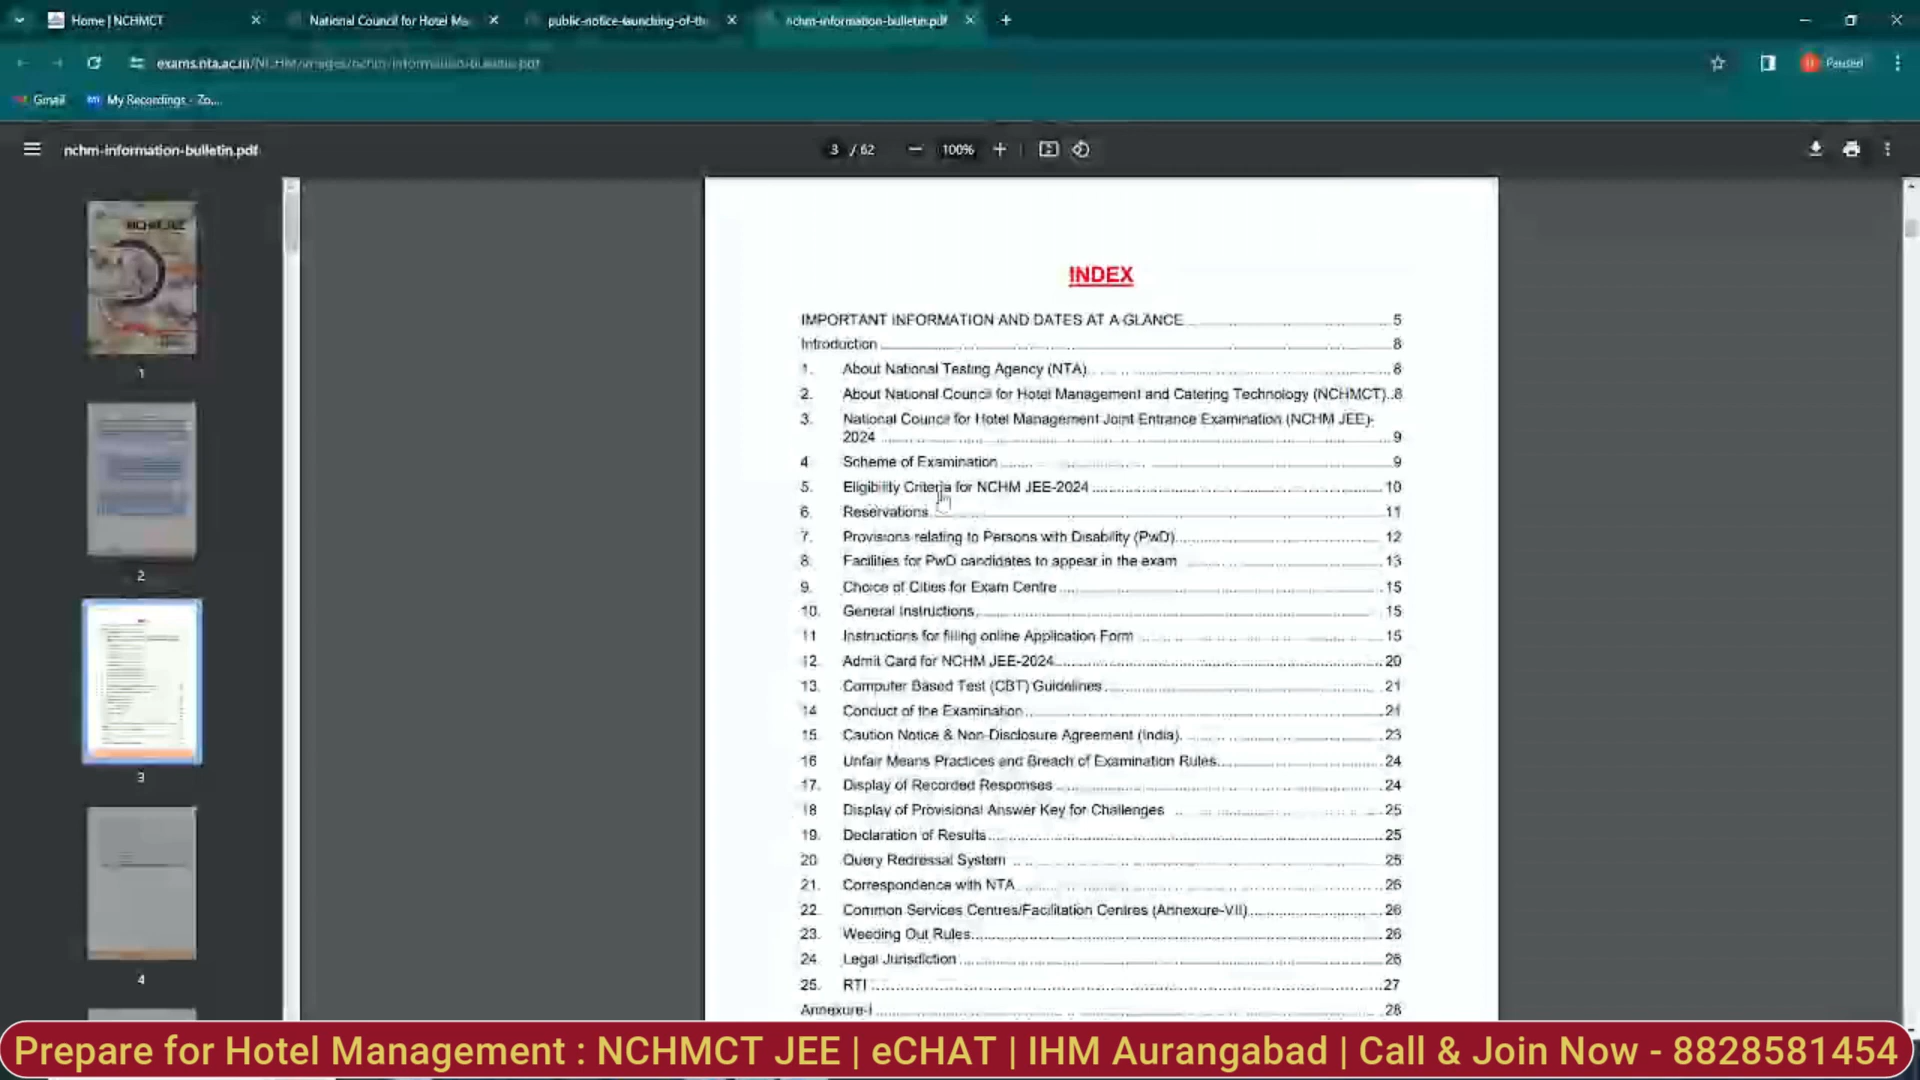 Home | NCHMCT
National Council for Hotel Ma
public-notice-launching-of-th
nchm-information-bulletin.pdf
exams.nta.ac.in/NCHM/images/nchm-information-bulletin.pdf
Paused
Gmail
My Recordings - Zo...
nchm-information-bulletin.pdf
3 / 62
100%
1
2
3
4
INDEX
IMPORTANT INFORMATION AND DATES AT A GLANCE 5
Introduction 8
1. About National Testing Agency (NTA) 8
2. About National Council for Hotel Management and Catering Technology (NCHMCT)..8
3. National Council for Hotel Management Joint Entrance Examination (NCHM JEE)-
2024 9
4 Scheme of Examination 9
5. Eligibility Criteria for NCHM JEE-2024 10
6. Reservations 11
7. Provisions relating to Persons with Disability (PwD) 12
8. Facilities for PwD candidates to appear in the exam 13
9. Choice of Cities for Exam Centre 15
10. General Instructions 15
11 Instructions for filling online Application Form 15
12. Admit Card for NCHM JEE-2024 20
13. Computer Based Test (CBT) Guidelines 21
14 Conduct of the Examination 21
15. Caution Notice & Non-Disclosure Agreement (India) 23
16 Unfair Means Practices and Breach of Examination Rules 24
17. Display of Recorded Responses 24
18 Display of Provisional Answer Key for Challenges 25
19. Declaration of Results 25
20 Query Redressal System 25
21. Correspondence with NTA 26
22. Common Services Centres/Facilitation Centres (Annexure-VII) 26
23. Weeding Out Rules 26
24. Legal Jurisdiction 26
25. RTI 27
Annexure-I 28
Prepare for Hotel Management : NCHMCT JEE | eCHAT | IHM Aurangabad | Call & Join Now - 8828581454